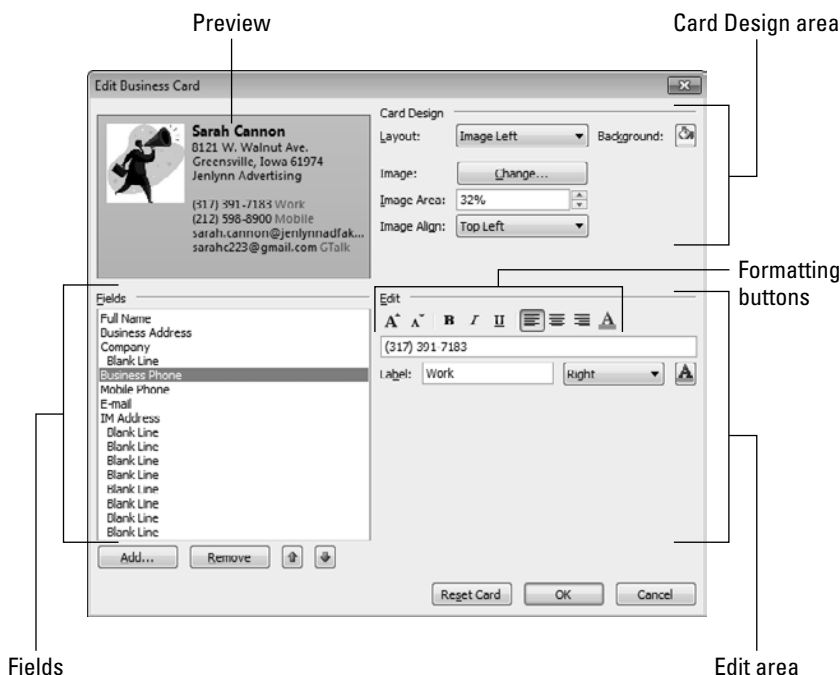 Preview
Card Design area
Edit Business Card
Sarah Cannon
8121 W. Walnut Ave.
Greensville, Iowa 61974
Jenlynn Advertising
(317) 391-7183 Work
(212) 598-8900 Mobile
sarah.cannon@jenlynnadfak...
sarahc223@gmail.com GTalk
Card Design
Layout: Image Left Background:
Image: Change...
Image Area: 32%
Image Align: Top Left
Formatting
buttons
Fields
Full Name
Business Address
Company
Blank Line
Business Phone
Mobile Phone
E-mail
IM Address
Blank Line
Blank Line
Blank Line
Blank Line
Blank Line
Blank Line
Blank Line
Blank Line
Edit
A A B I U A
(317) 391-7183
Label: Work Right A
Add... Remove
Reset Card OK Cancel
Fields
Edit area